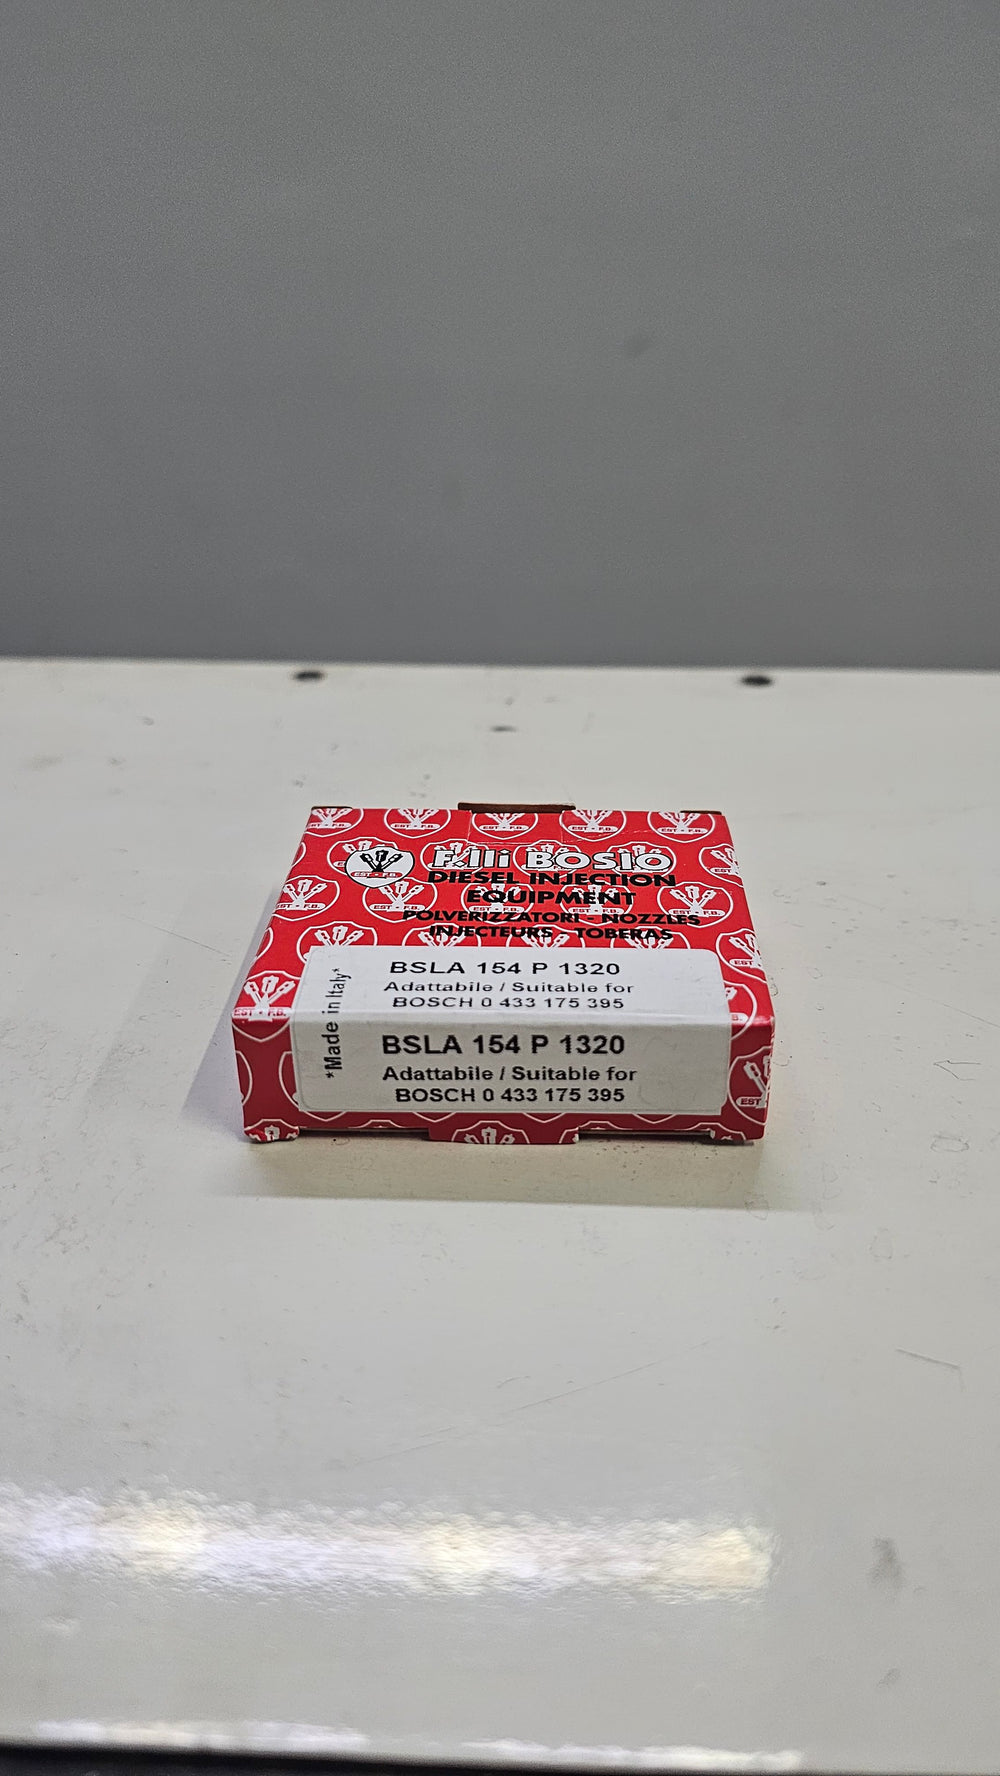 EST • F.B.
F.lli BOSIO
DIESEL INJECTION
EQUIPMENT
POLVERIZZATORI - NOZZLES
INJECTEURS - TOBERAS
*Made in Italy*
BSLA 154 P 1320
Adattabile / Suitable for
BOSCH 0 433 175 395
BSLA 154 P 1320
Adattabile / Suitable for
BOSCH 0 433 175 395